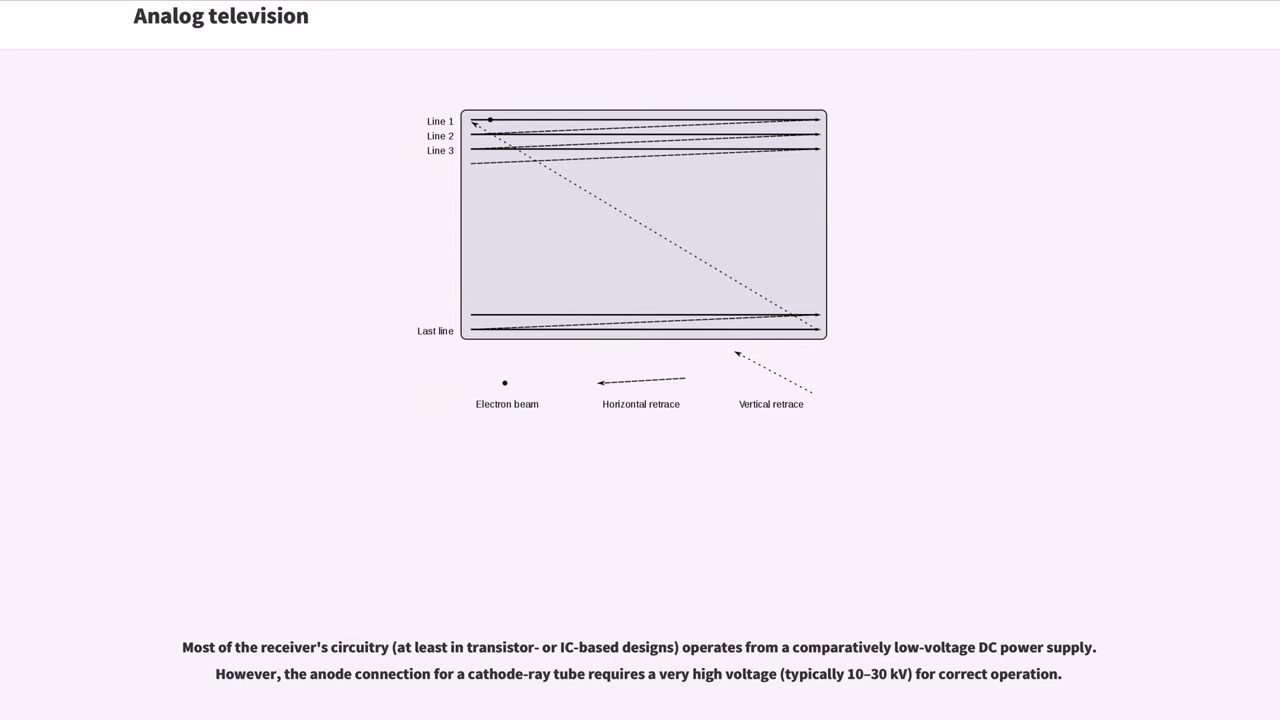 Analog television
Line 1
Line 2
Line 3
Last line
Electron beam
Horizontal retrace
Vertical retrace
Most of the receiver's circuitry (at least in transistor- or IC-based designs) operates from a comparatively low-voltage DC power supply.
However, the anode connection for a cathode-ray tube requires a very high voltage (typically 10–30 kV) for correct operation.